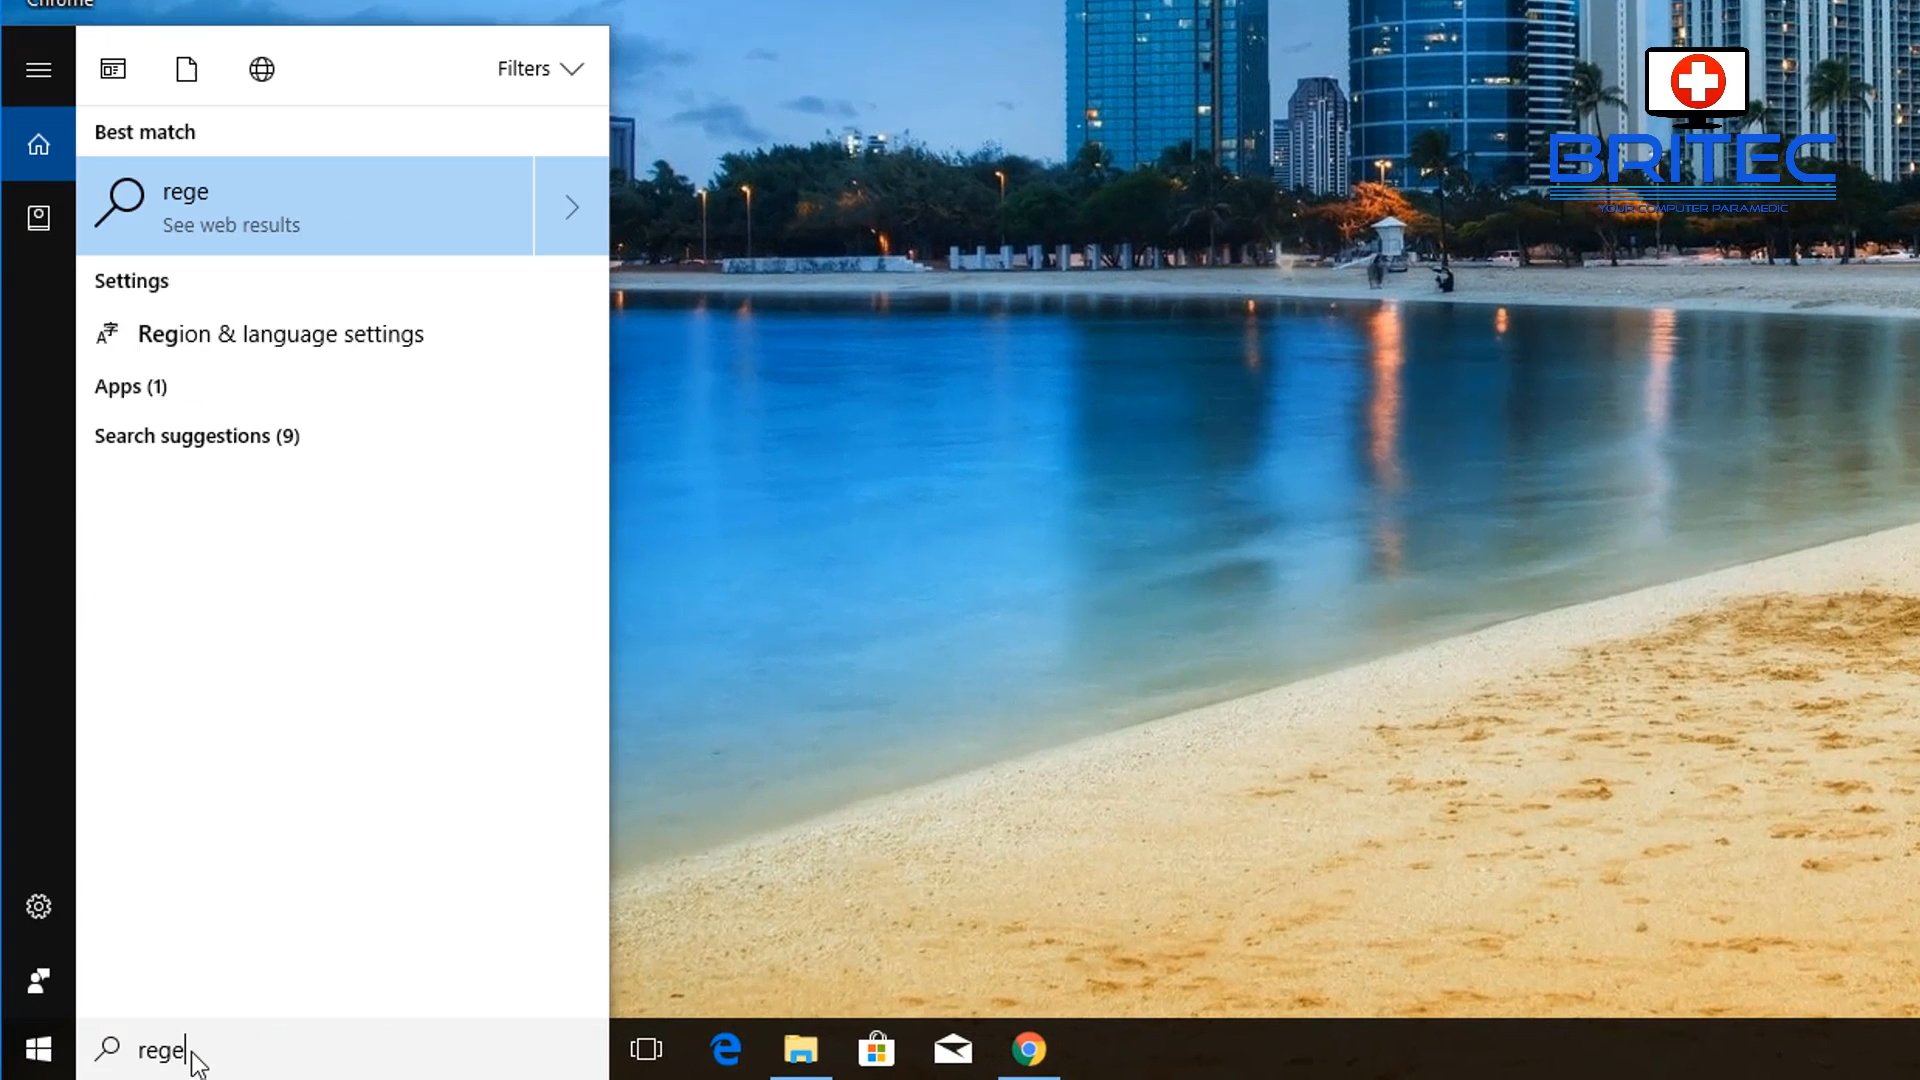 Chrome
Filters
Best match
rege
See web results
Settings
Region & language settings
Apps (1)
Search suggestions (9)
rege
BRITEC
YOUR COMPUTER PARAMEDIC